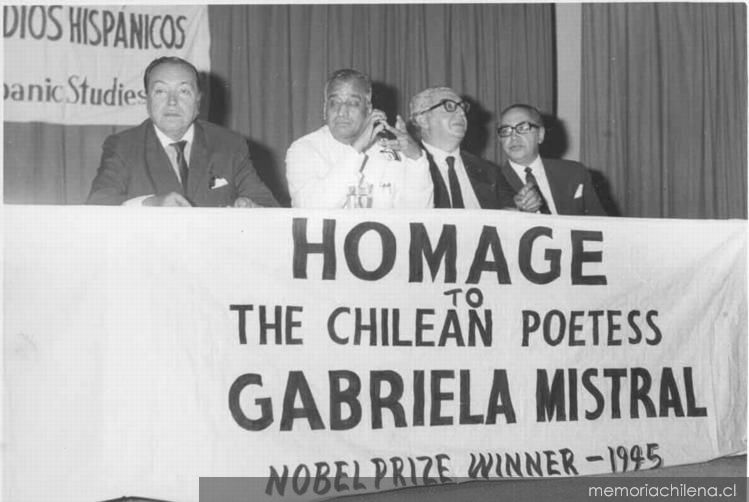 DIOS HISPANICOS
panic Studies
HOMAGE
TO
THE CHILEAN POETESS
GABRIELA MISTRAL
NOBEL PRIZE WINNER - 1945
memoriachilena.cl